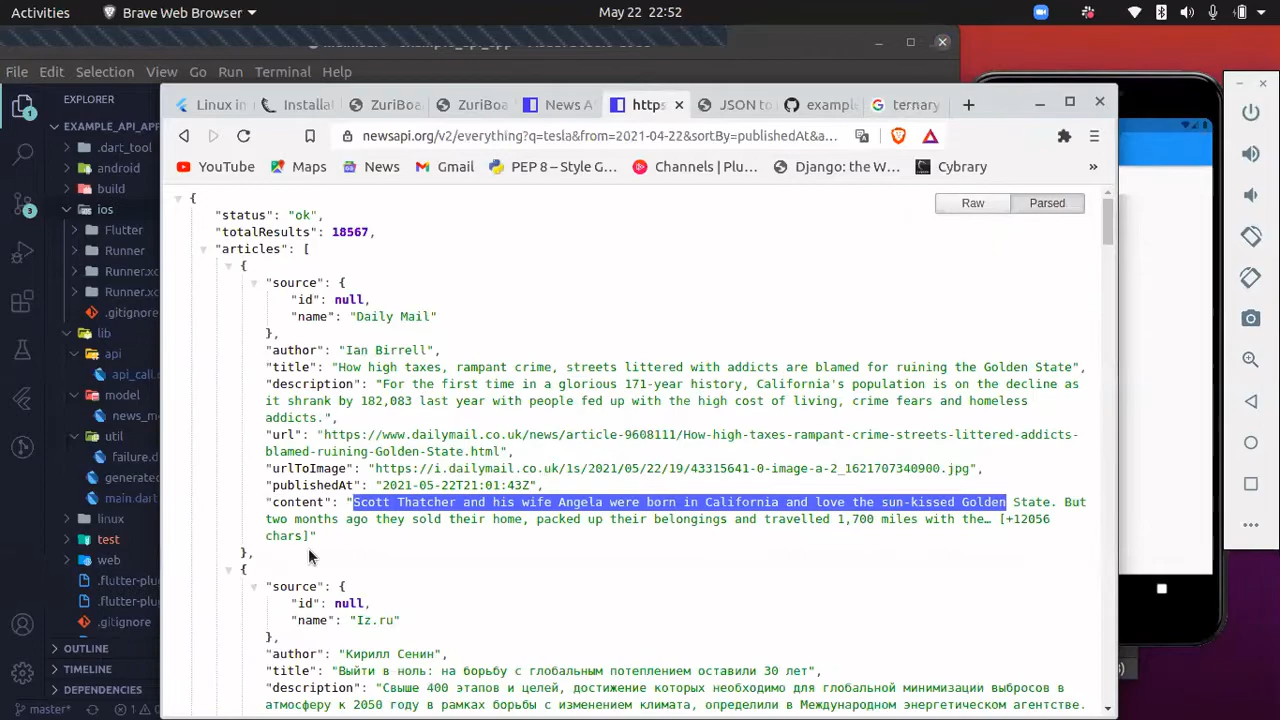 Activities
Brave Web Browser
May 22 22:52
File Edit Selection View Go Run Terminal Help
EXPLORER
EXAMPLE_API_APP
.dart_tool
android
build
ios
Flutter
Runner
Runner.xc
Runner.xc
.gitignore
lib
api
api_call.
model
news_m
util
failure.d
generate
main.dart
linux
test
web
.flutter-plu
.flutter-plu
.gitignore
OUTLINE
TIMELINE
DEPENDENCIES
master*
1
3
Linux in
Installat
ZuriBoa
ZuriBoa
News A
https
JSON to
example
ternary
newsapi.org/v2/everything?q=tesla&from=2021-04-22&sortBy=publishedAt&a...
YouTube Maps News Gmail PEP 8 – Style G... Channels | Plu... Django: the W... Cybrary »
Raw Parsed
{
"status": "ok",
"totalResults": 18567,
"articles": [
{
"source": {
"id": null,
"name": "Daily Mail"
},
"author": "Ian Birrell",
"title": "How high taxes, rampant crime, streets littered with addicts are blamed for ruining the Golden State",
"description": "For the first time in a glorious 171-year history, California's population is on the decline as
it shrank by 182,083 last year with people fed up with the high cost of living, crime fears and homeless
addicts.",
"url": "https://www.dailymail.co.uk/news/article-9608111/How-high-taxes-rampant-crime-streets-littered-addicts-
blamed-ruining-Golden-State.html",
"urlToImage": "https://i.dailymail.co.uk/1s/2021/05/22/19/43315641-0-image-a-2_1621707340900.jpg",
"publishedAt": "2021-05-22T21:01:43Z",
"content": "Scott Thatcher and his wife Angela were born in California and love the sun-kissed Golden State. But
two months ago they sold their home, packed up their belongings and travelled 1,700 miles with the… [+12056
chars]"
},
{
"source": {
"id": null,
"name": "Iz.ru"
},
"author": "Кирилл Сенин",
"title": "Выйти в ноль: на борьбу с глобальным потеплением оставили 30 лет",
"description": "Свыше 400 этапов и целей, достижение которых необходимо для глобальной минимизации выбросов в
атмосферу к 2050 году в рамках борьбы с изменением климата, определили в Международном энергетическом агентстве.